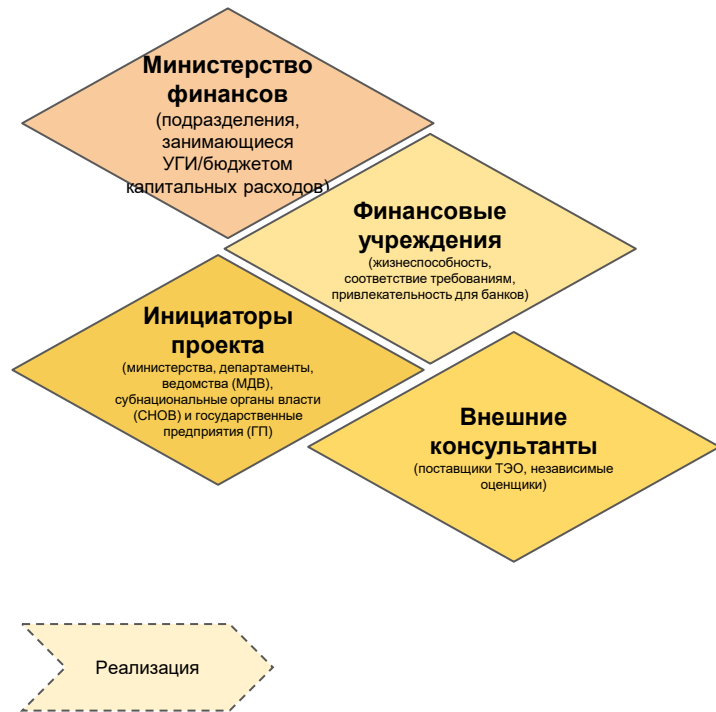 Министерство
финансов
(подразделения,
занимающиеся
УГИ/бюджетом
капитальных расходов)
Финансовые
учреждения
(жизнеспособность,
соответствие требованиям,
привлекательность для банков)
Инициаторы
проекта
(министерства, департаменты,
ведомства (МДВ),
субнациональные органы власти
(СНОВ) и государственные
предприятия (ГП)
Внешние
консультанты
(поставщики ТЭО, независимые
оценщики)
Реализация